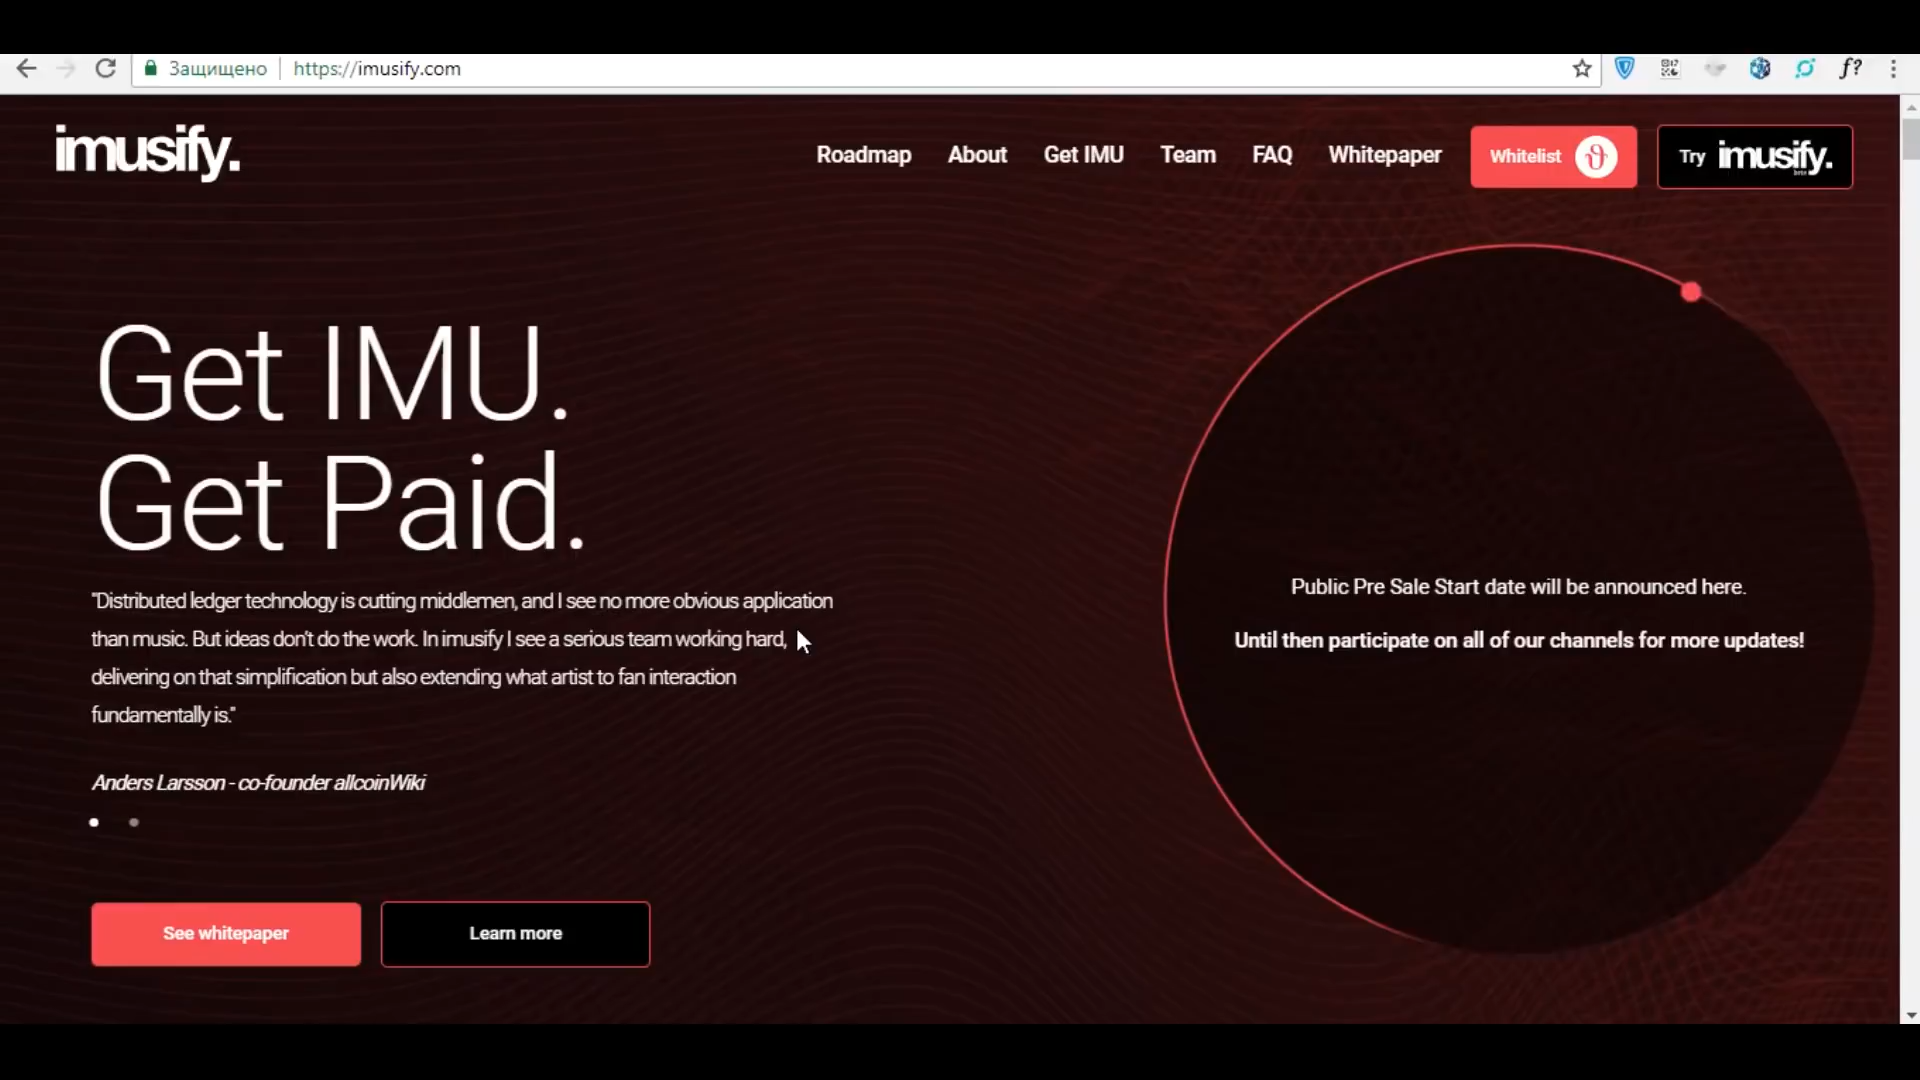 Защищено https://imusify.com f?
imusify. Roadmap About Get IMU Team FAQ Whitepaper Whitelist Try imusify. beta
Get IMU.
Get Paid.
"Distributed ledger technology is cutting middlemen, and I see no more obvious application
than music. But ideas don't do the work. In imusify I see a serious team working hard,
delivering on that simplification but also extending what artist to fan interaction
fundamentally is."
Anders Larsson - co-founder allcoinWiki
See whitepaper Learn more
Public Pre Sale Start date will be announced here.
Until then participate on all of our channels for more updates!